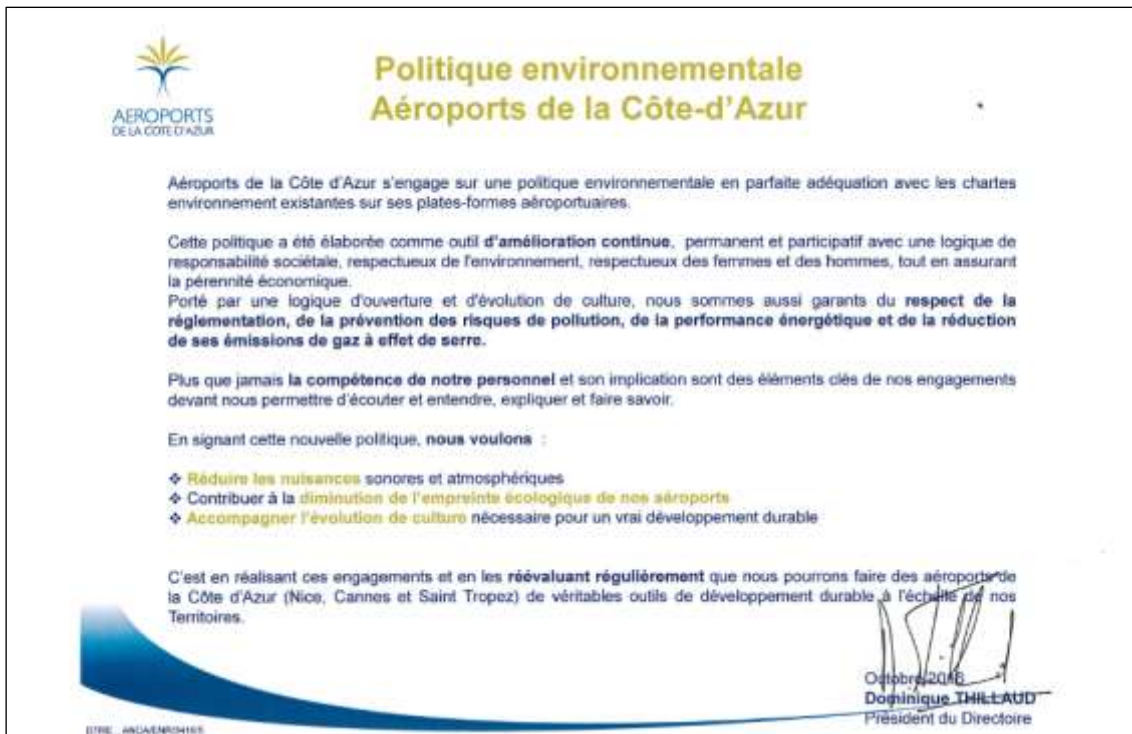 AEROPORTS
DE LA COTE D'AZUR
Politique environnementale
Aéroports de la Côte-d'Azur
Aéroports de la Côte d'Azur s'engage sur une politique environnementale en parfaite adéquation avec les chartes
environnement existantes sur ses plates-formes aéroportuaires.
Cette politique a été élaborée comme outil d'amélioration continue, permanent et participatif avec une logique de
responsabilité sociétale, respectueux de l'environnement, respectueux des femmes et des hommes, tout en assurant
la pérennité économique.
Porté par une logique d'ouverture et d'évolution de culture, nous sommes aussi garants du respect de la
réglementation, de la prévention des risques de pollution, de la performance énergétique et de la réduction
de ses émissions de gaz à effet de serre.
Plus que jamais la compétence de notre personnel et son implication sont des éléments clés de nos engagements
devant nous permettre d'écouter et entendre, expliquer et faire savoir.
En signant cette nouvelle politique, nous voulons :
❖ Réduire les nuisances sonores et atmosphériques
❖ Contribuer à la diminution de l'empreinte écologique de nos aéroports
❖ Accompagner l'évolution de culture nécessaire pour un vrai développement durable
C'est en réalisant ces engagements et en les réévaluant régulièrement que nous pourrons faire des aéroports de
la Côte d'Azur (Nice, Cannes et Saint Tropez) de véritables outils de développement durable à l'échelle de nos
Territoires.
Octobre
Dominique THILLAUD
Président du Directoire